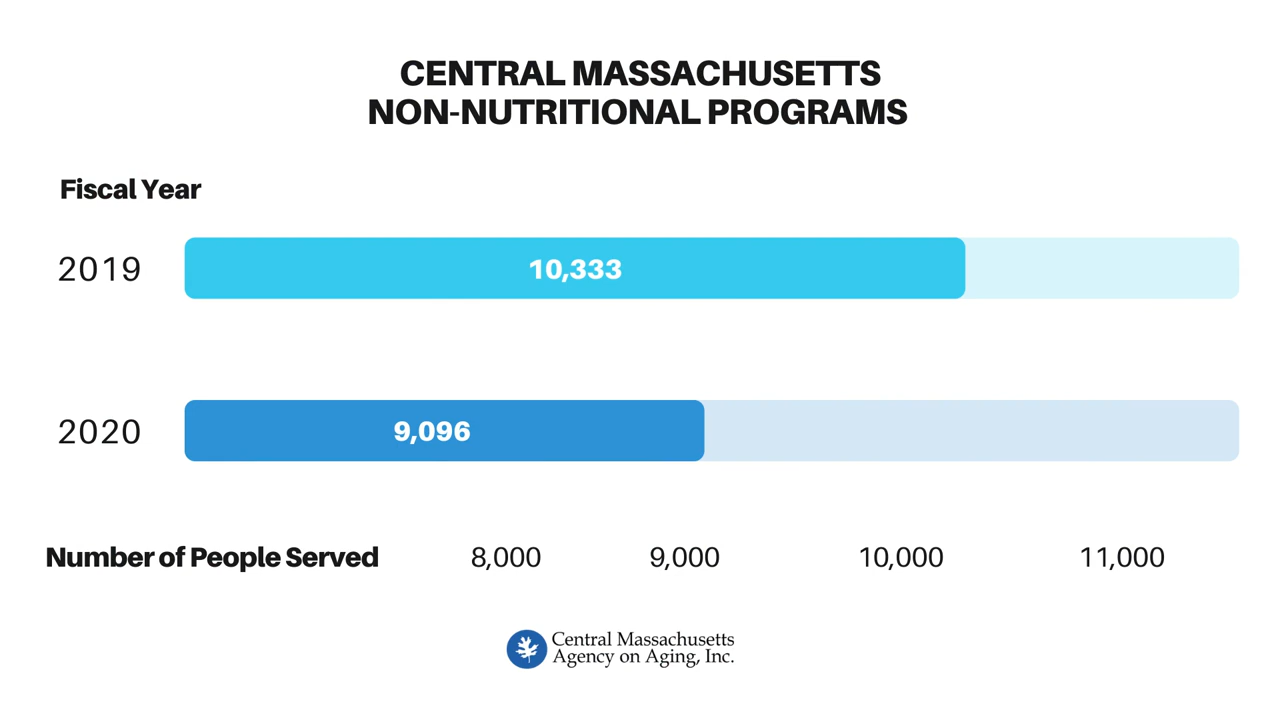 CENTRAL MASSACHUSETTS
NON-NUTRITIONAL PROGRAMS
Fiscal Year
2019
10,333
2020
9,096
Number of People Served 8,000 9,000 10,000 11,000
Central Massachusetts
Agency on Aging, Inc.